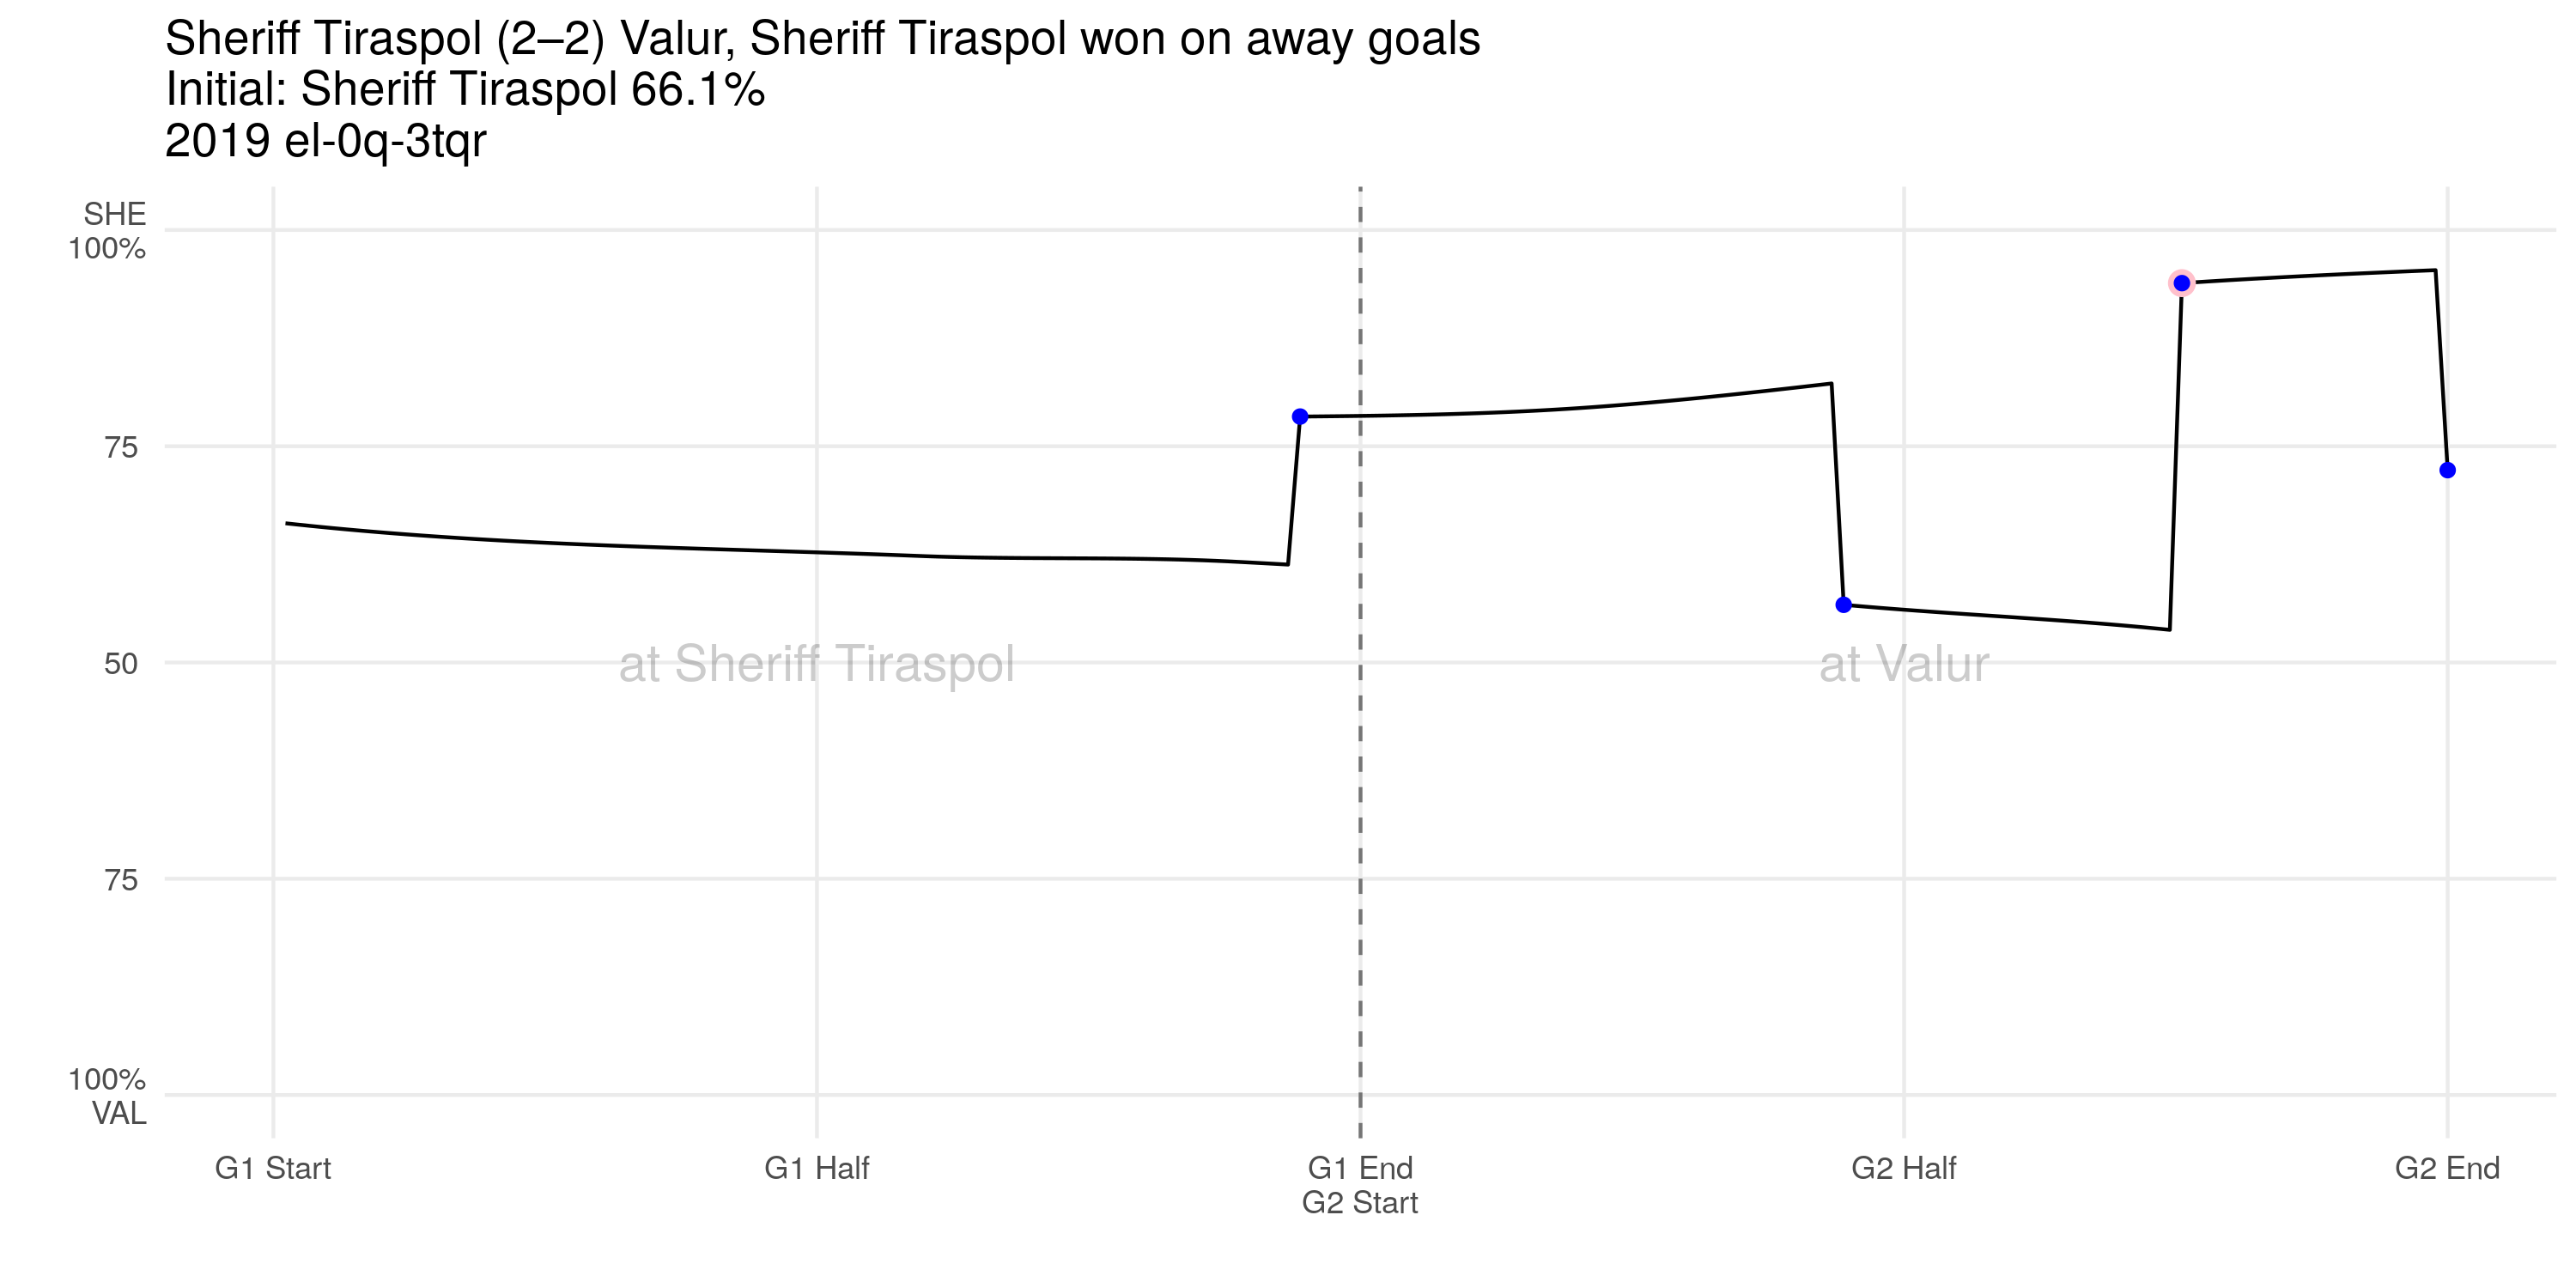 Sheriff Tiraspol (2–2) Valur, Sheriff Tiraspol won on away goals
Initial: Sheriff Tiraspol 66.1%
2019 el-0q-3tqr
SHE
100%
75
50
75
100%
VAL
at Sheriff Tiraspol
at Valur
G1 Start
G1 Half
G1 End
G2 Start
G2 Half
G2 End